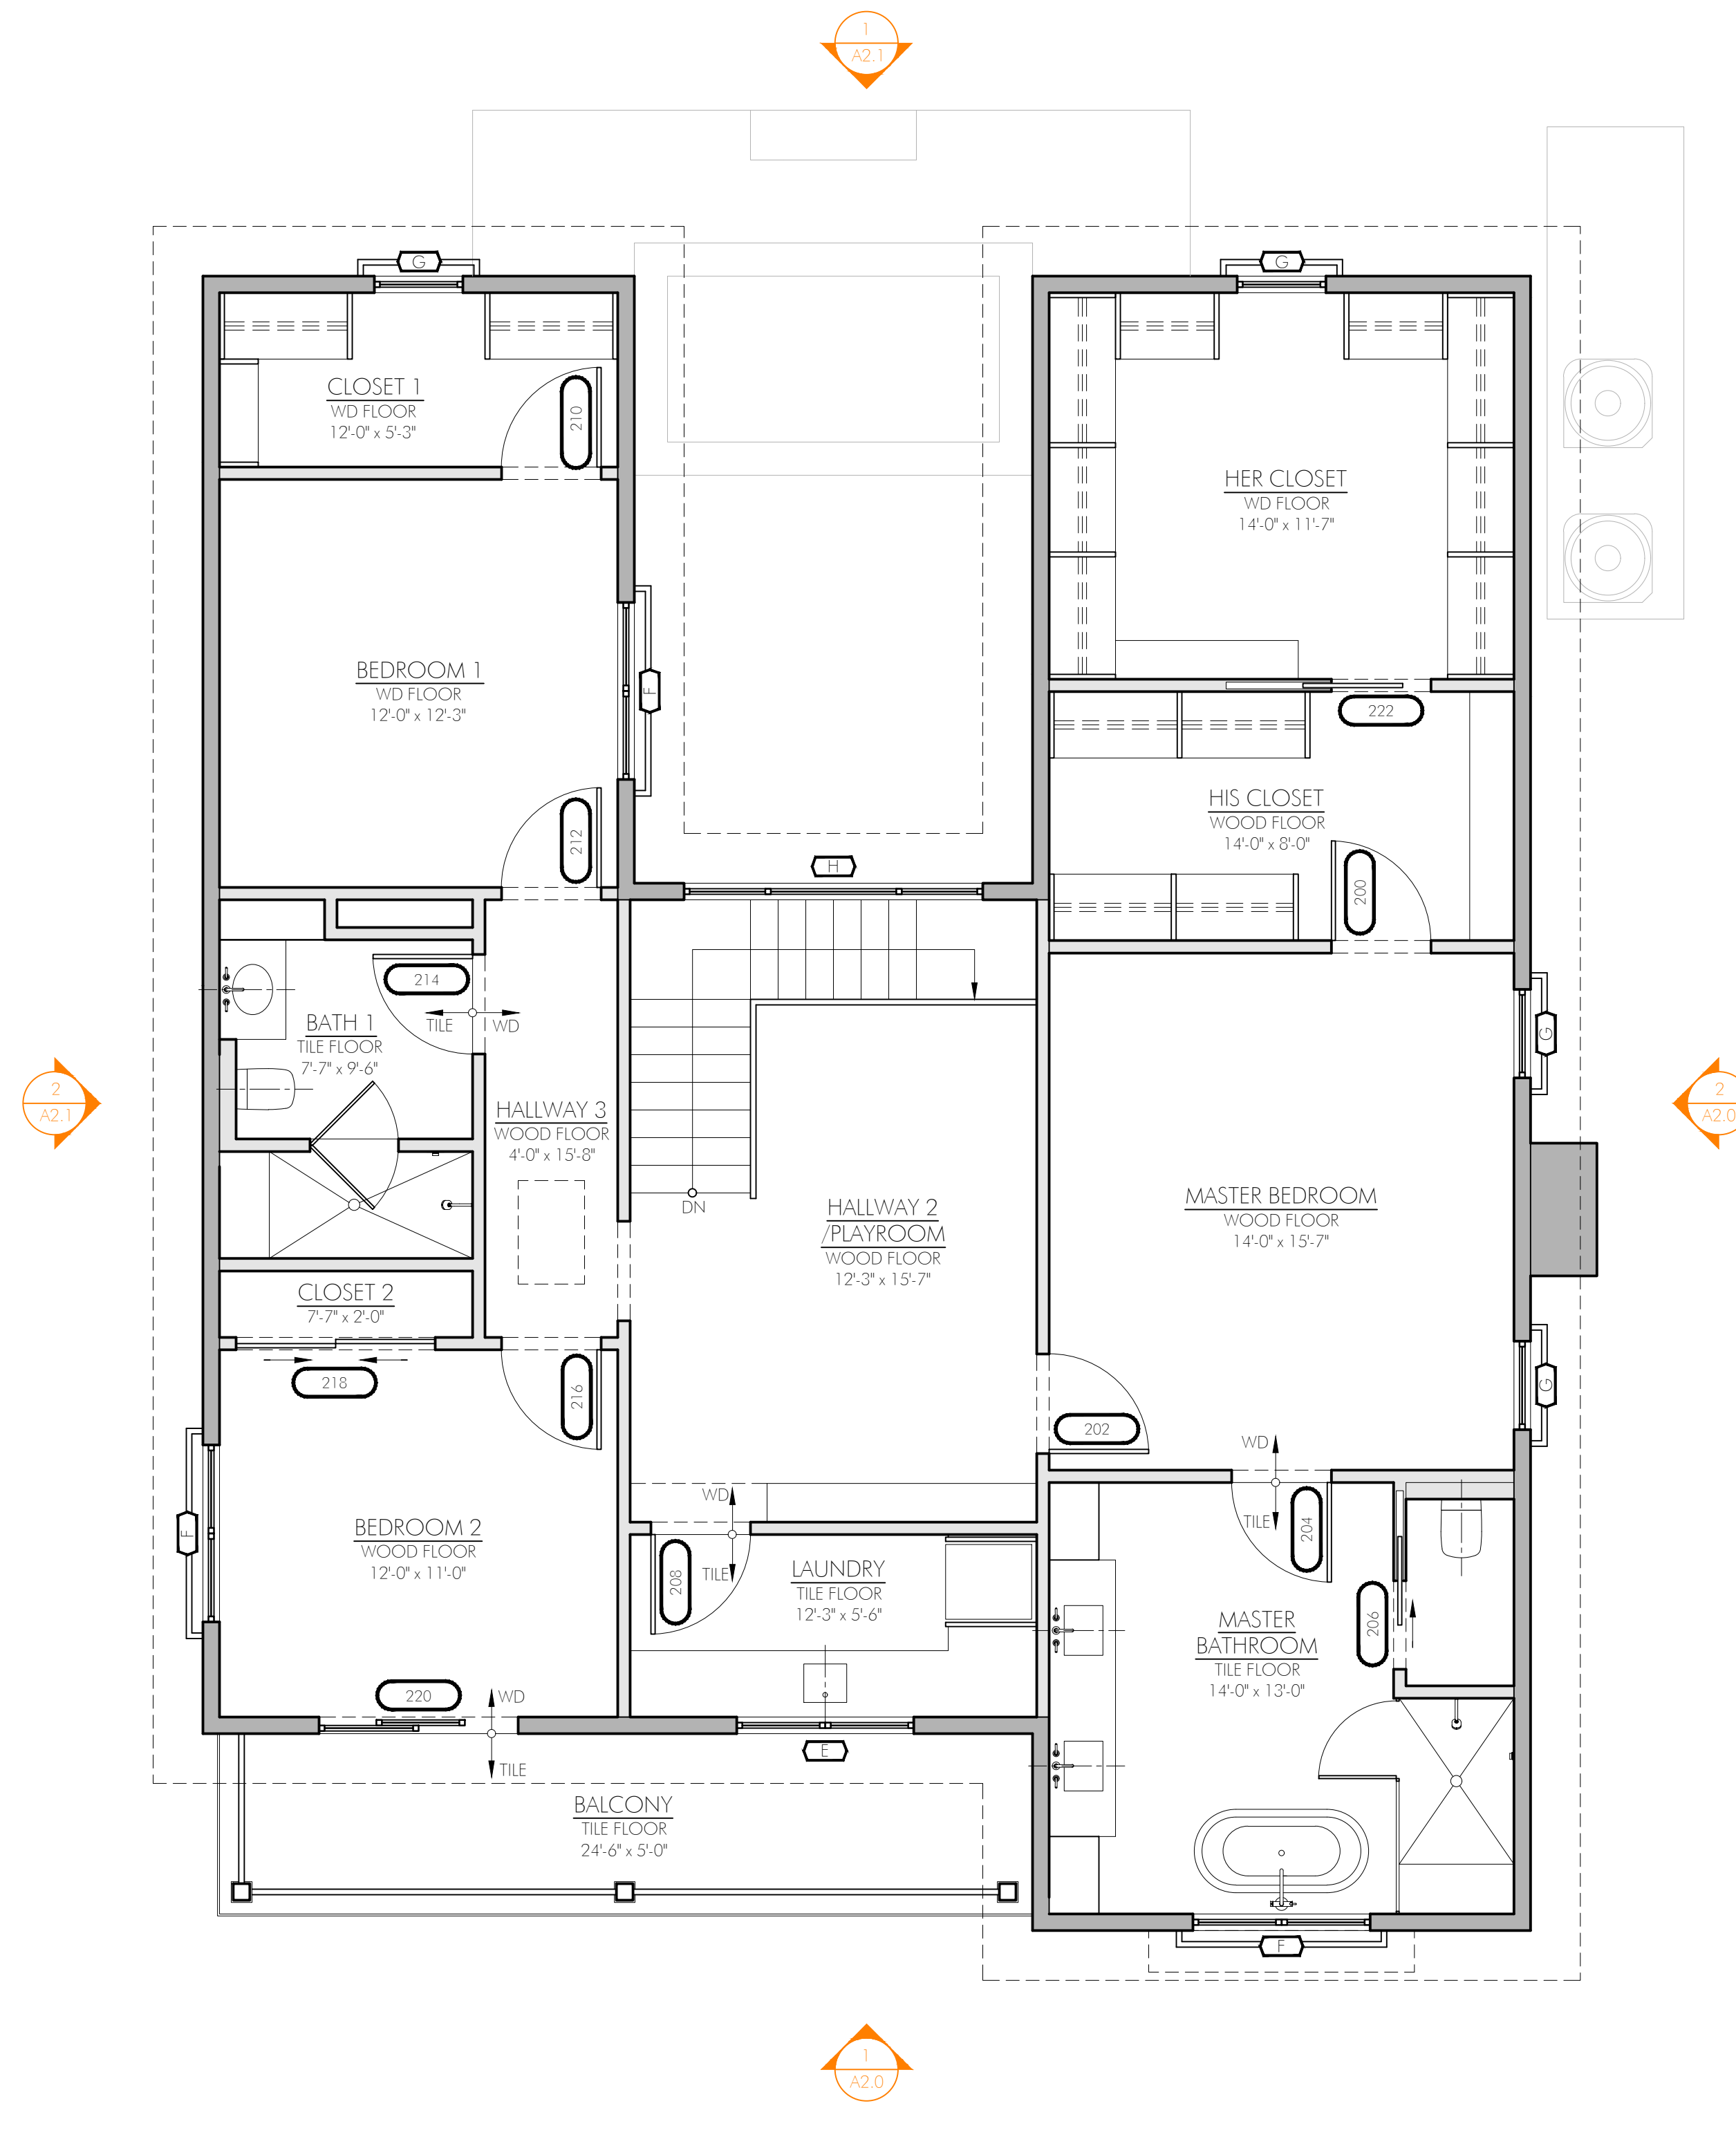 1
A2.1
G
G
CLOSET 1
WD FLOOR
12'-0" x 5'-3"
210
HER CLOSET
WD FLOOR
14'-0" x 11'-7"
BEDROOM 1
WD FLOOR
12'-0" x 12'-3"
F
222
HIS CLOSET
WOOD FLOOR
14'-0" x 8'-0"
212
H
200
214
TILE
WD
BATH 1
TILE FLOOR
7'-7" x 9'-6"
G
2
A2.1
2
A2.0
HALLWAY 3
WOOD FLOOR
4'-0" x 15'-8"
DN
HALLWAY 2
/PLAYROOM
WOOD FLOOR
12'-3" x 15'-7"
MASTER BEDROOM
WOOD FLOOR
14'-0" x 15'-7"
CLOSET 2
7'-7" x 2'-0"
218
216
G
202
WD
TILE
204
WD
TILE
208
F
BEDROOM 2
WOOD FLOOR
12'-0" x 11'-0"
LAUNDRY
TILE FLOOR
12'-3" x 5'-6"
206
MASTER
BATHROOM
TILE FLOOR
14'-0" x 13'-0"
220
WD
TILE
E
BALCONY
TILE FLOOR
24'-6" x 5'-0"
F
1
A2.0